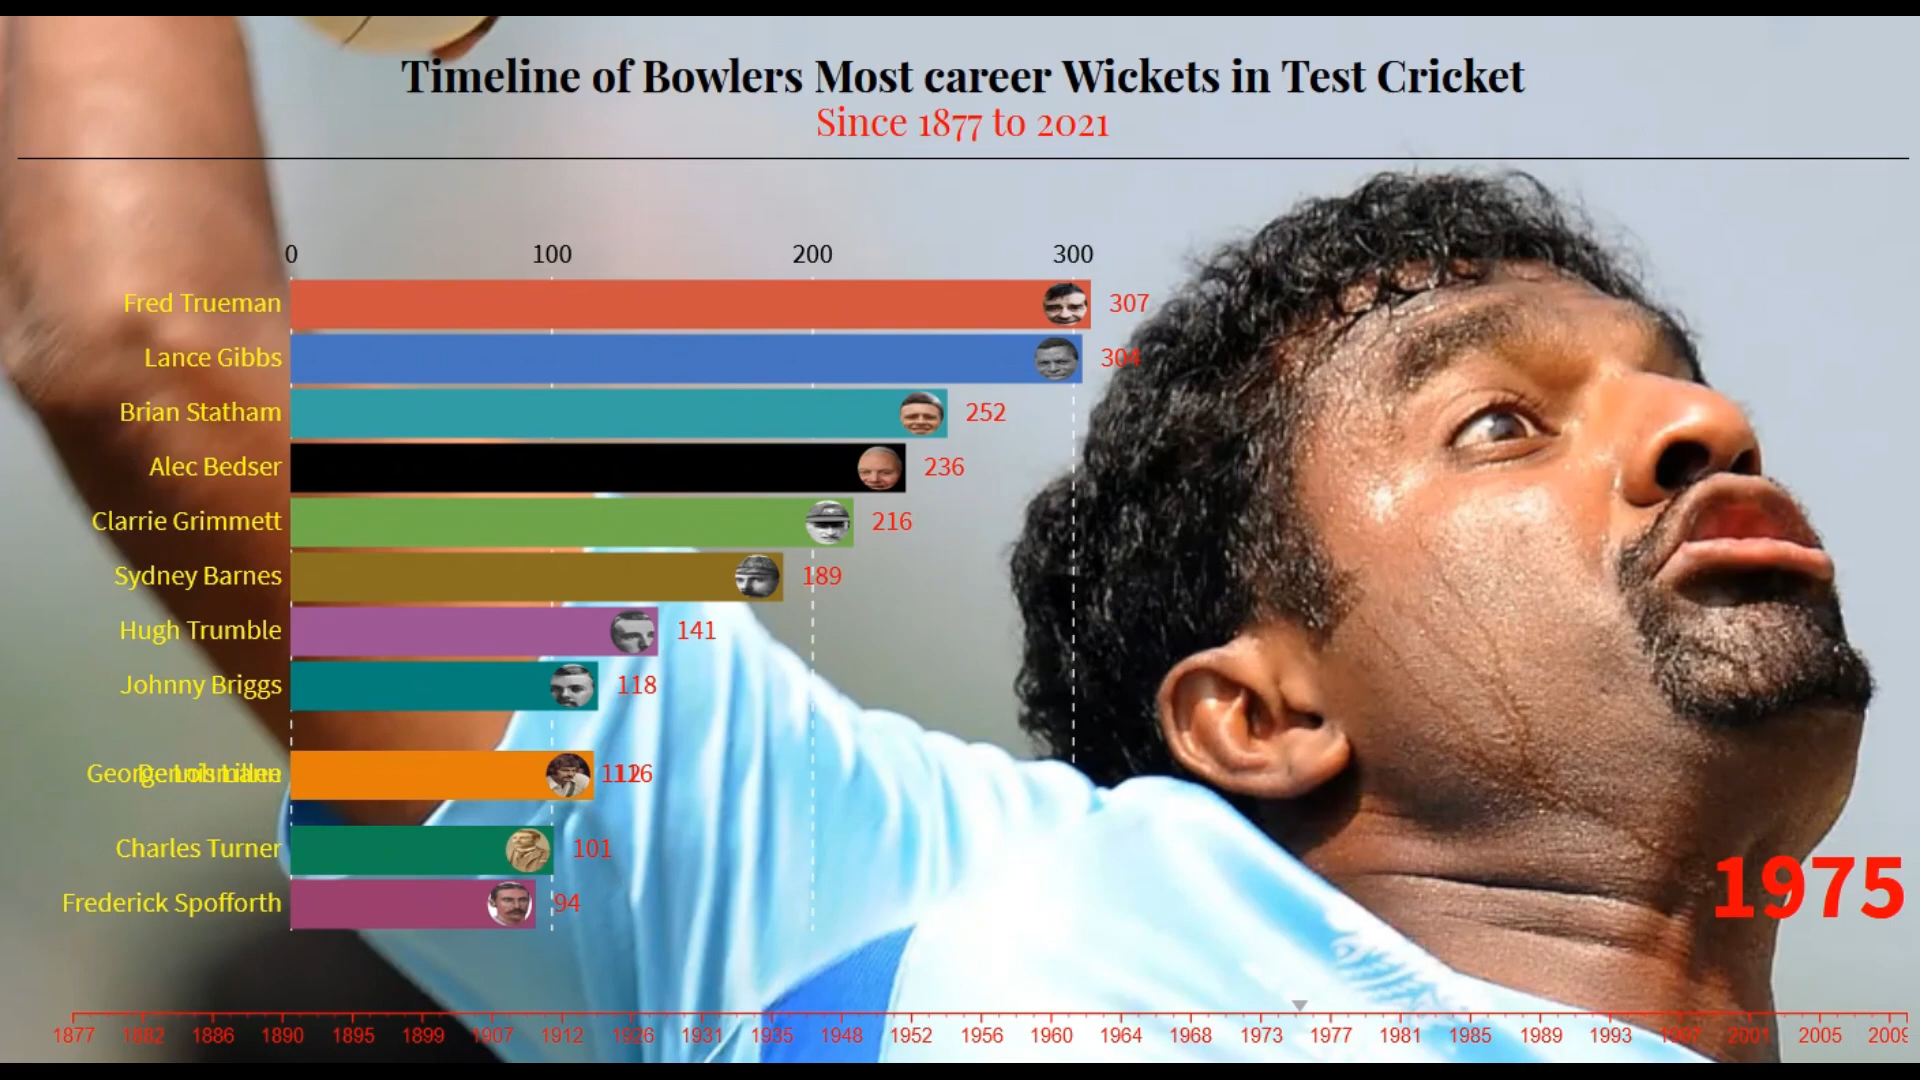 Timeline of Bowlers Most career Wickets in Test Cricket
Since 1877 to 2021
0 100 200 300
Fred Trueman 307
Lance Gibbs 304
Brian Statham 252
Alec Bedser 236
Clarrie Grimmett 216
Sydney Barnes 189
Hugh Trumble 141
Johnny Briggs 118
Charles Turner 101
Frederick Spofforth 94
1975
1877 1882 1886 1890 1895 1899 1907 1912 1926 1931 1935 1948 1952 1956 1960 1964 1968 1973 1977 1981 1985 1989 1993 1997 2001 2005 2009